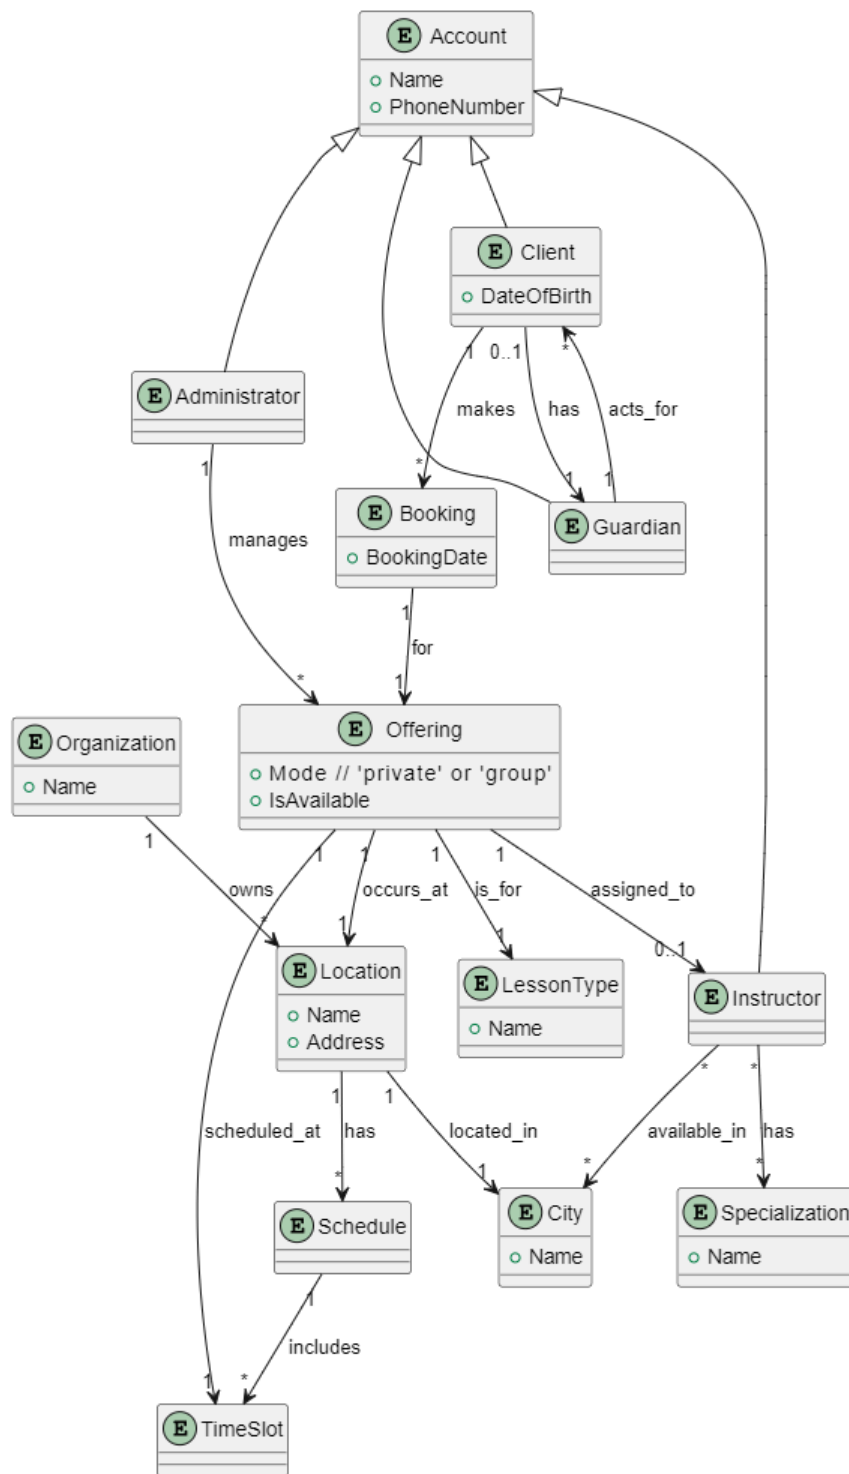 E Account
Name
PhoneNumber
E Client
DateOfBirth
E Administrator
1 0..1 *
makes has acts_for
1
* 1 1
E Booking
BookingDate
E Guardian
manages
1
for
* 1
E Organization
Name
E Offering
Mode // 'private' or 'group'
IsAvailable
1
1 1 1 1
owns occurs_at is_for assigned_to
* 1 1 0..1
E Location
Name
Address
E LessonType
Name
E Instructor
1 1 * *
scheduled_at has located_in available_in has
* 1 * *
E Schedule
E City
Name
E Specialization
Name
1
includes
1 *
E TimeSlot